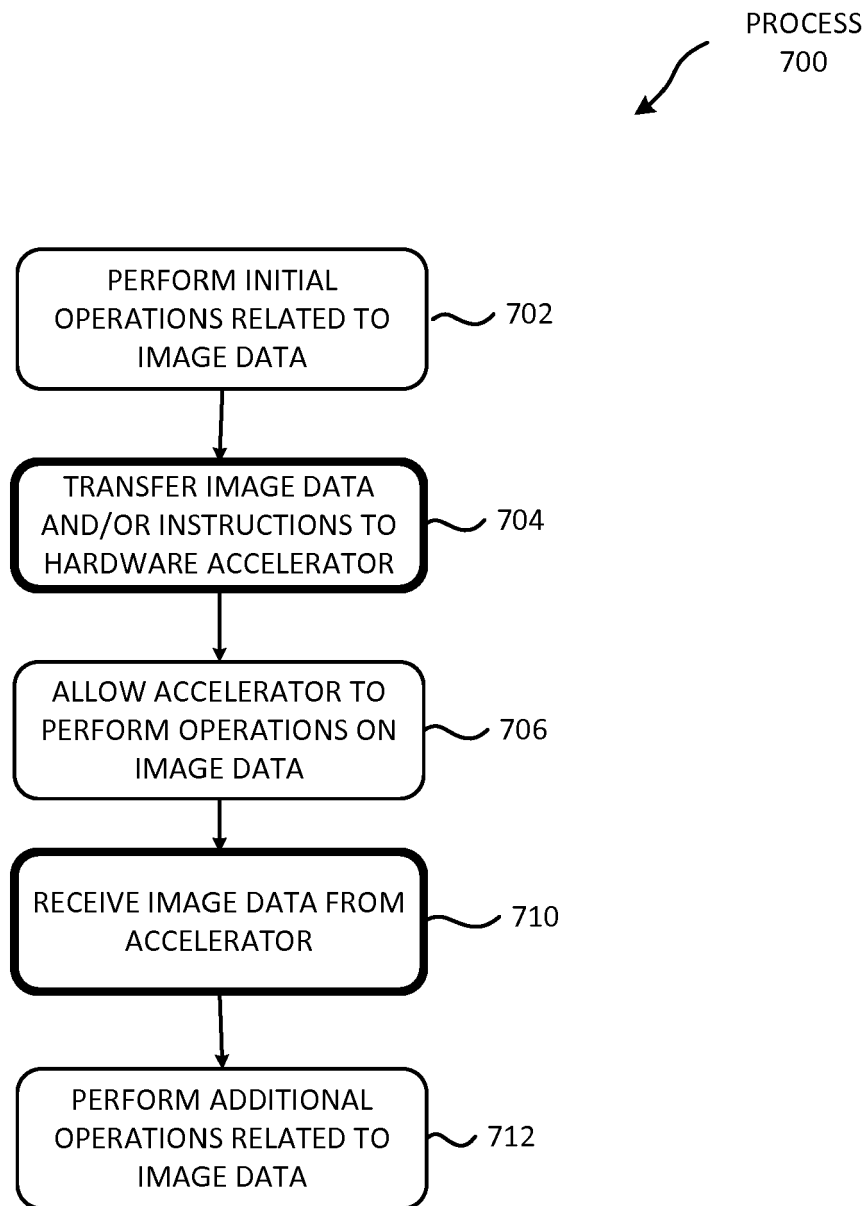 PROCESS
700
PERFORM INITIAL
OPERATIONS RELATED TO
IMAGE DATA
702
TRANSFER IMAGE DATA
AND/OR INSTRUCTIONS TO
HARDWARE ACCELERATOR
704
ALLOW ACCELERATOR TO
PERFORM OPERATIONS ON
IMAGE DATA
706
RECEIVE IMAGE DATA FROM
ACCELERATOR
710
PERFORM ADDITIONAL
OPERATIONS RELATED TO
IMAGE DATA
712